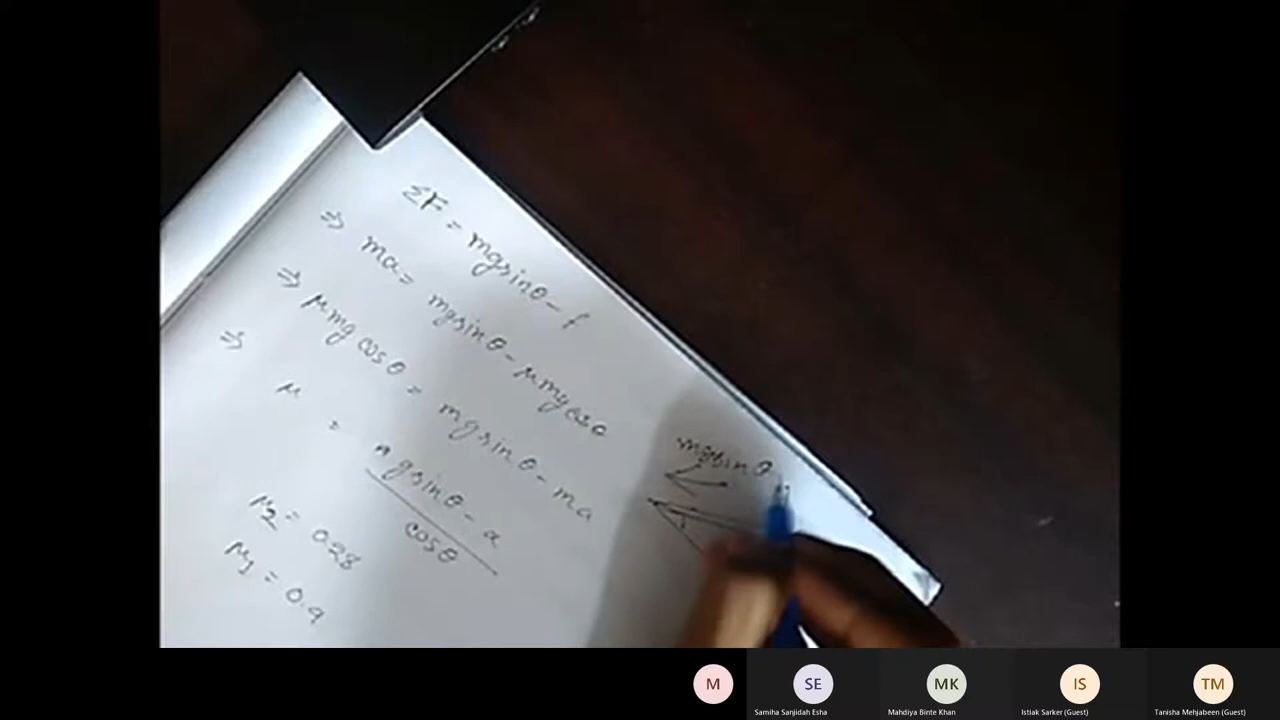 ΣF = mgsinθ - f
⇒ ma = mgsinθ - μmgcosθ
⇒ μmg cosθ = mgsinθ - ma
⇒ μ = gsinθ - a
cosθ
μ2 = 0.28
μ1 = 0.9
mgsinθ
M
SE
MK
IS
TM
Samiha Sanjidah Esha
Mahdiya Binte Khan
Istiak Sarker (Guest)
Tanisha Mehjabeen (Guest)